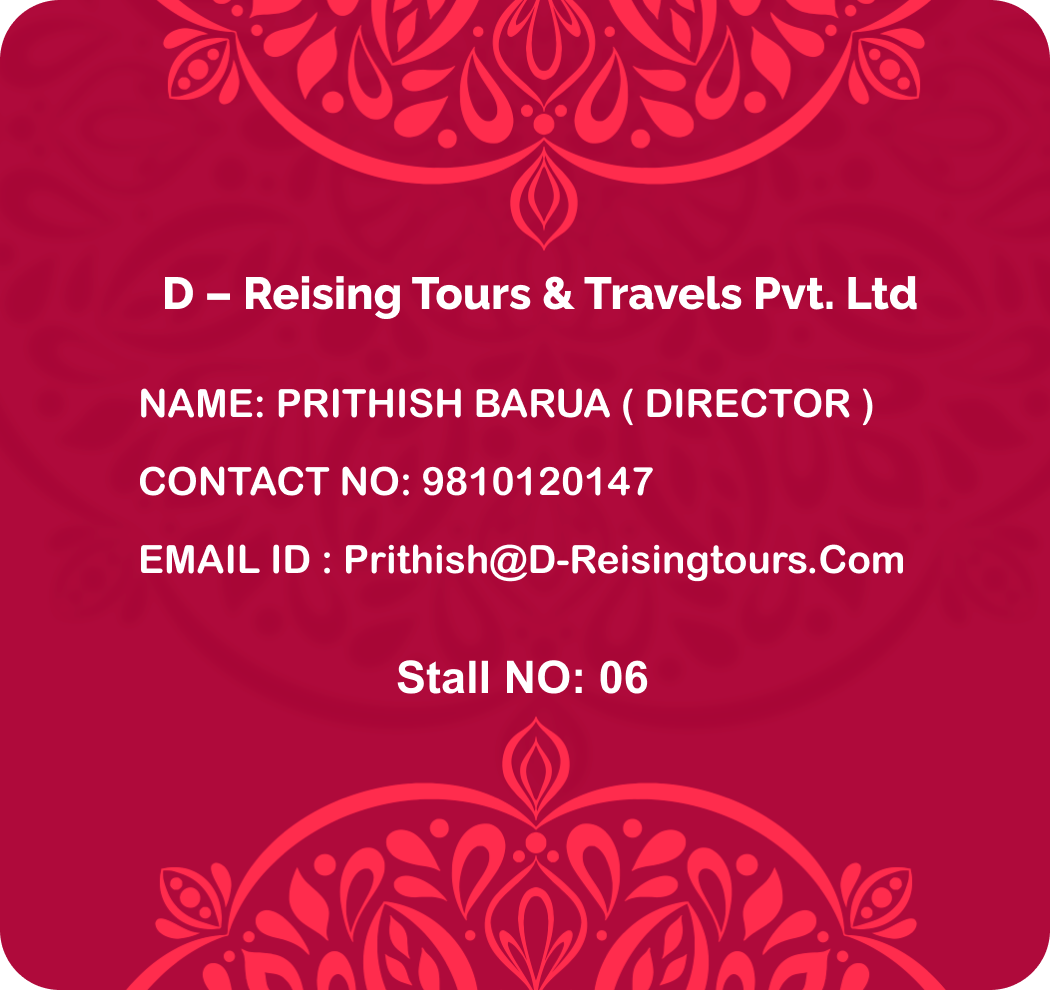 D – Reising Tours & Travels Pvt. Ltd
NAME: PRITHISH BARUA ( DIRECTOR )
CONTACT NO: 9810120147
EMAIL ID : Prithish@D-Reisingtours.Com
Stall NO: 06